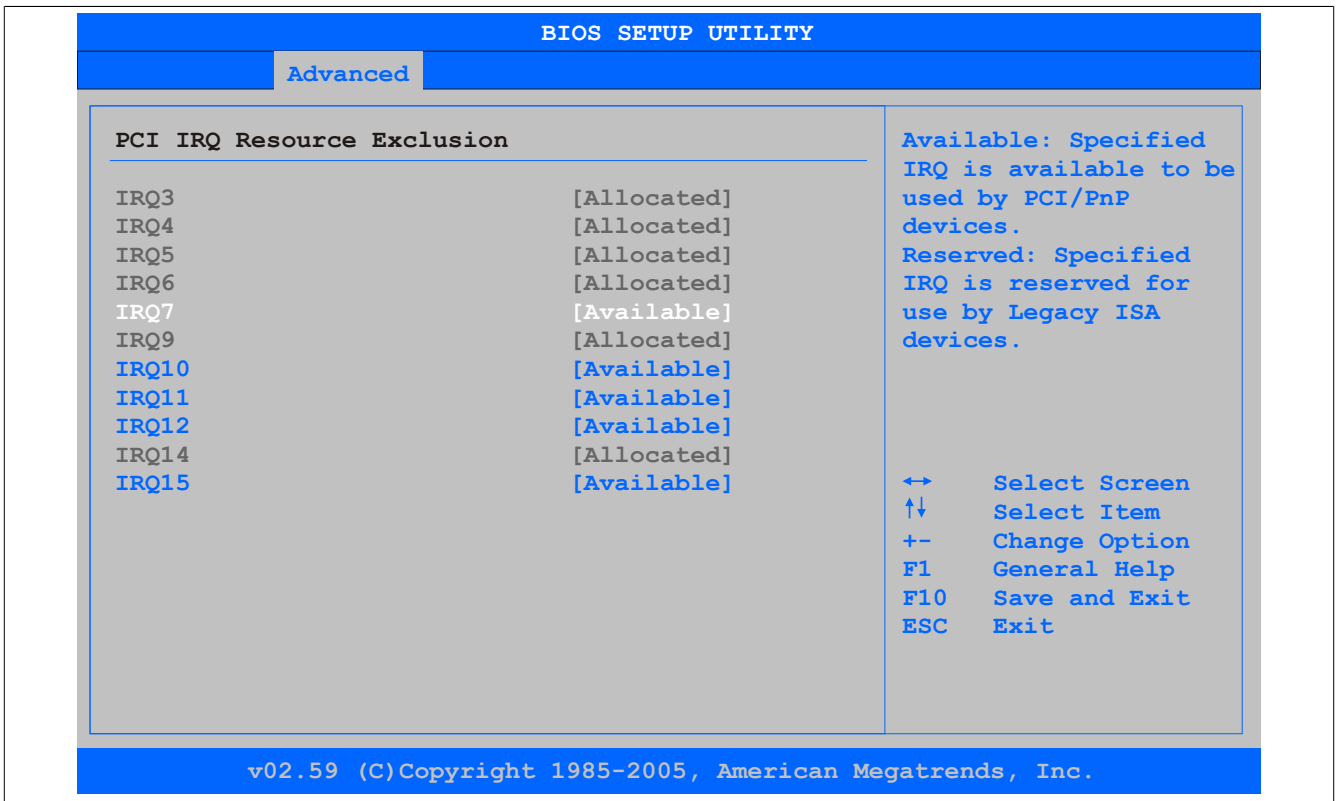 BIOS SETUP UTILITY
Advanced
PCI IRQ Resource Exclusion
IRQ3 [Allocated]
IRQ4 [Allocated]
IRQ5 [Allocated]
IRQ6 [Allocated]
IRQ7 [Available]
IRQ9 [Allocated]
IRQ10 [Available]
IRQ11 [Available]
IRQ12 [Available]
IRQ14 [Allocated]
IRQ15 [Available]
Available: Specified
IRQ is available to be
used by PCI/PnP
devices.
Reserved: Specified
IRQ is reserved for
use by Legacy ISA
devices.
↔ Select Screen
↑↓ Select Item
+- Change Option
F1 General Help
F10 Save and Exit
ESC Exit
v02.59 (C)Copyright 1985-2005, American Megatrends, Inc.